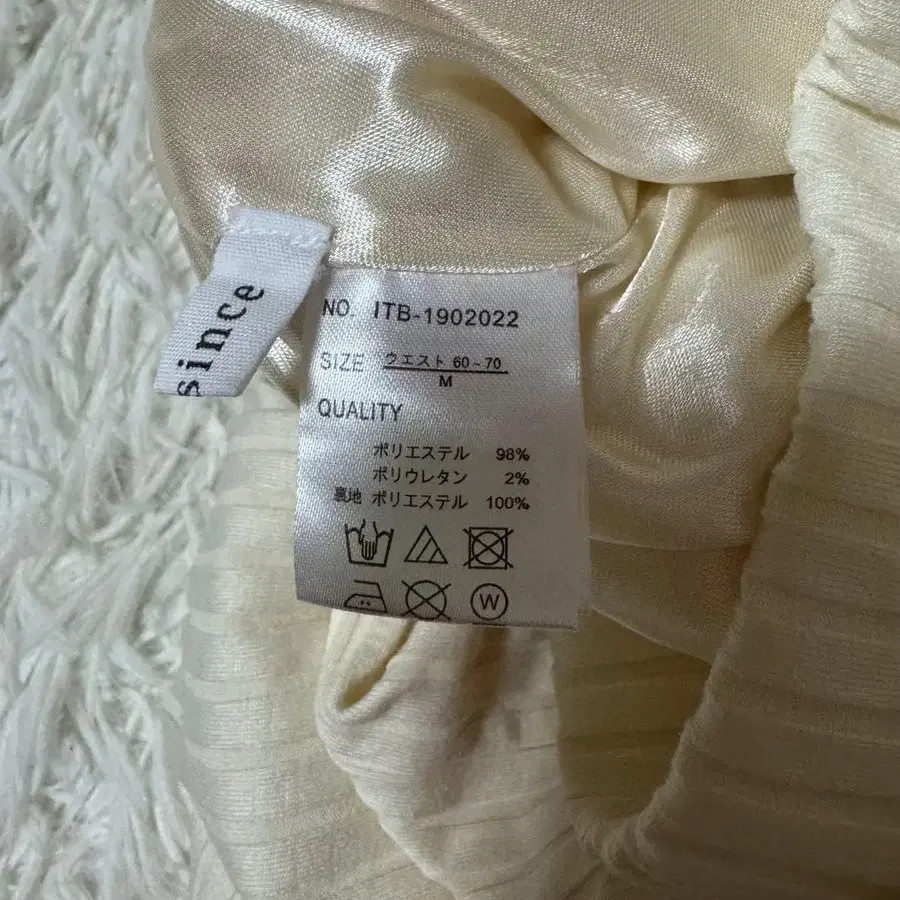 since
NO. ITB-1902022
SIZE ウエスト 60~70
M
QUALITY
ポリエステル 98%
ポリウレタン 2%
裏地 ポリエステル 100%
W